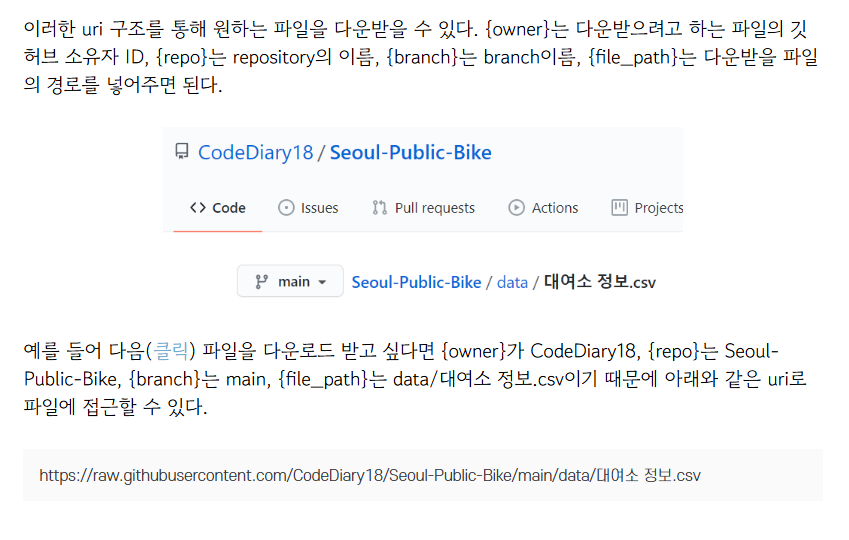 이러한 uri 구조를 통해 원하는 파일을 다운받을 수 있다. {owner}는 다운받으려고 하는 파일의 깃
허브 소유자 ID, {repo}는 repository의 이름, {branch}는 branch이름, {file_path}는 다운받을 파일
의 경로를 넣어주면 된다.
CodeDiary18 / Seoul-Public-Bike
<> Code Issues Pull requests Actions Projects
main Seoul-Public-Bike / data / 대여소 정보.csv
예를 들어 다음(클릭) 파일을 다운로드 받고 싶다면 {owner}가 CodeDiary18, {repo}는 Seoul-
Public-Bike, {branch}는 main, {file_path}는 data/대여소 정보.csv이기 때문에 아래와 같은 uri로
파일에 접근할 수 있다.
https://raw.githubusercontent.com/CodeDiary18/Seoul-Public-Bike/main/data/대여소 정보.csv